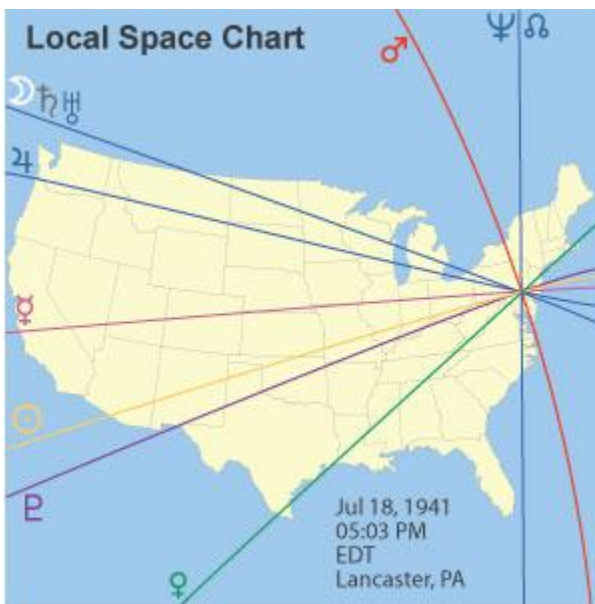 Local Space Chart
♂
♆ ☊
☽ ♄ ♅
♃
☿
☉
♇
♀
Jul 18, 1941
05:03 PM
EDT
Lancaster, PA